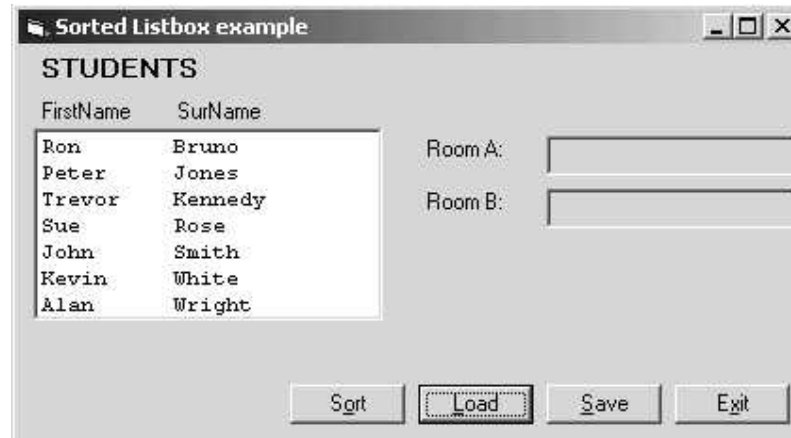 Sorted Listbox example
STUDENTS
FirstName SurName
Ron Bruno
Peter Jones
Trevor Kennedy
Sue Rose
John Smith
Kevin White
Alan Wright
Room A:
Room B:
Sort Load Save Exit